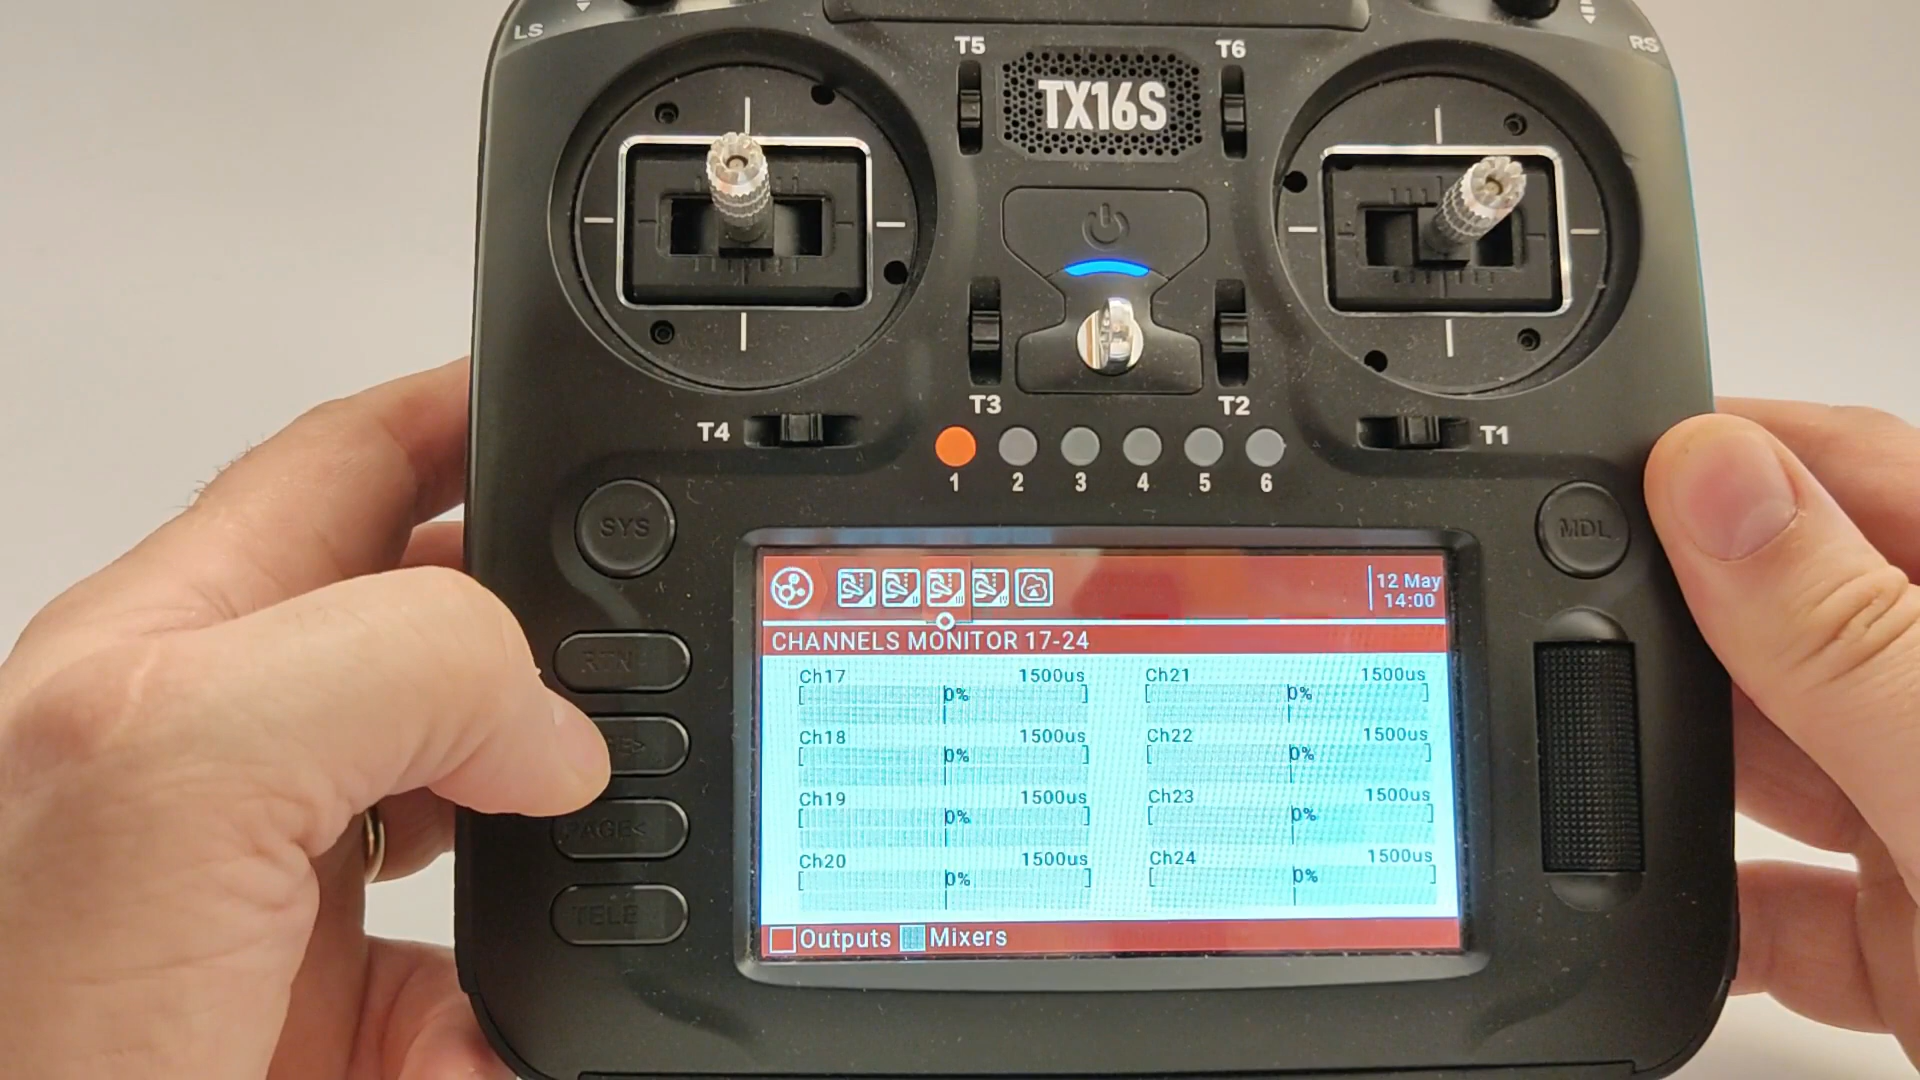 LS
RS
T5
T6
TX16S
T3
T2
T4
T1
1 2 3 4 5 6
SYS
MDL
12 May
14:00
CHANNELS MONITOR 17-24
Ch17 1500us
0%
Ch21 1500us
0%
Ch18 1500us
0%
Ch22 1500us
0%
Ch19 1500us
0%
Ch23 1500us
0%
Ch20 1500us
0%
Ch24 1500us
0%
Outputs Mixers
RTN
PAGE<
TELE